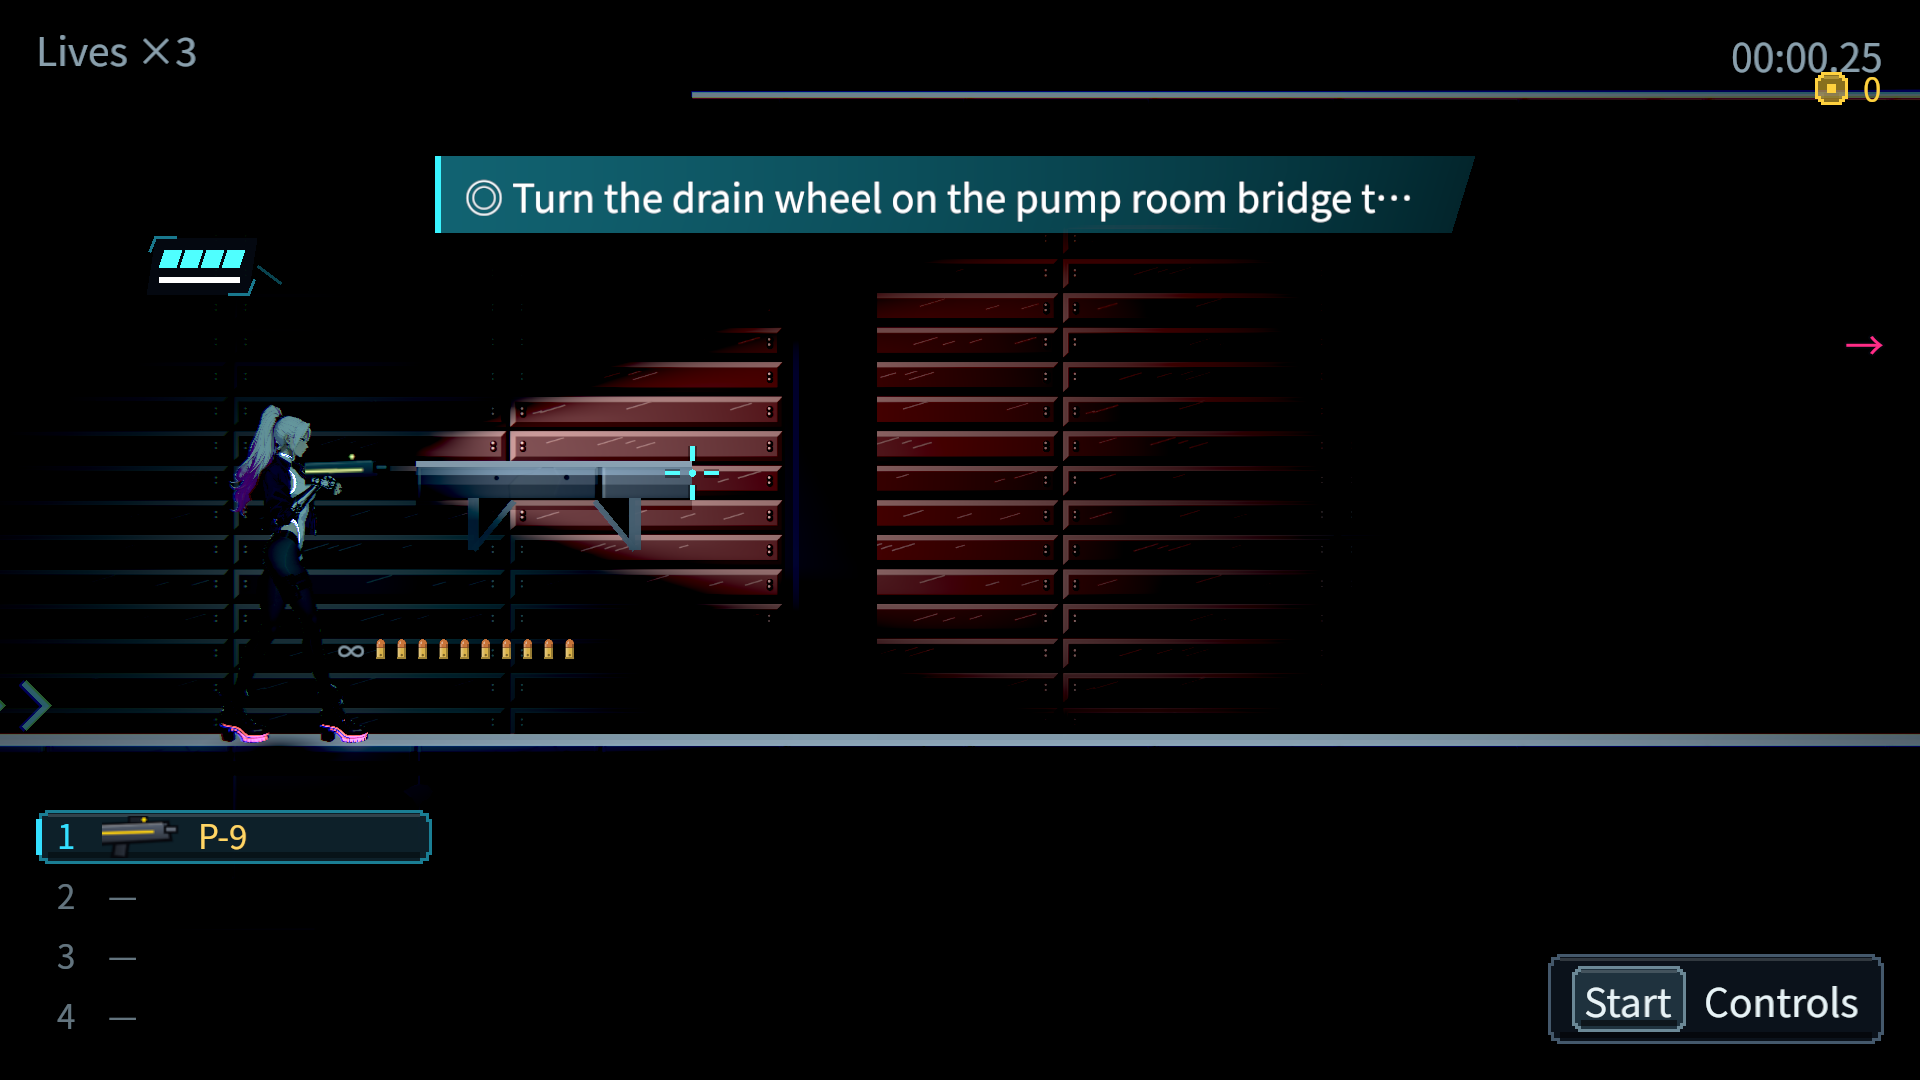 Lives ×3
00:00.25
0
◎ Turn the drain wheel on the pump room bridge t…
→
∞
1 P-9
2 —
3 —
4 —
Start Controls